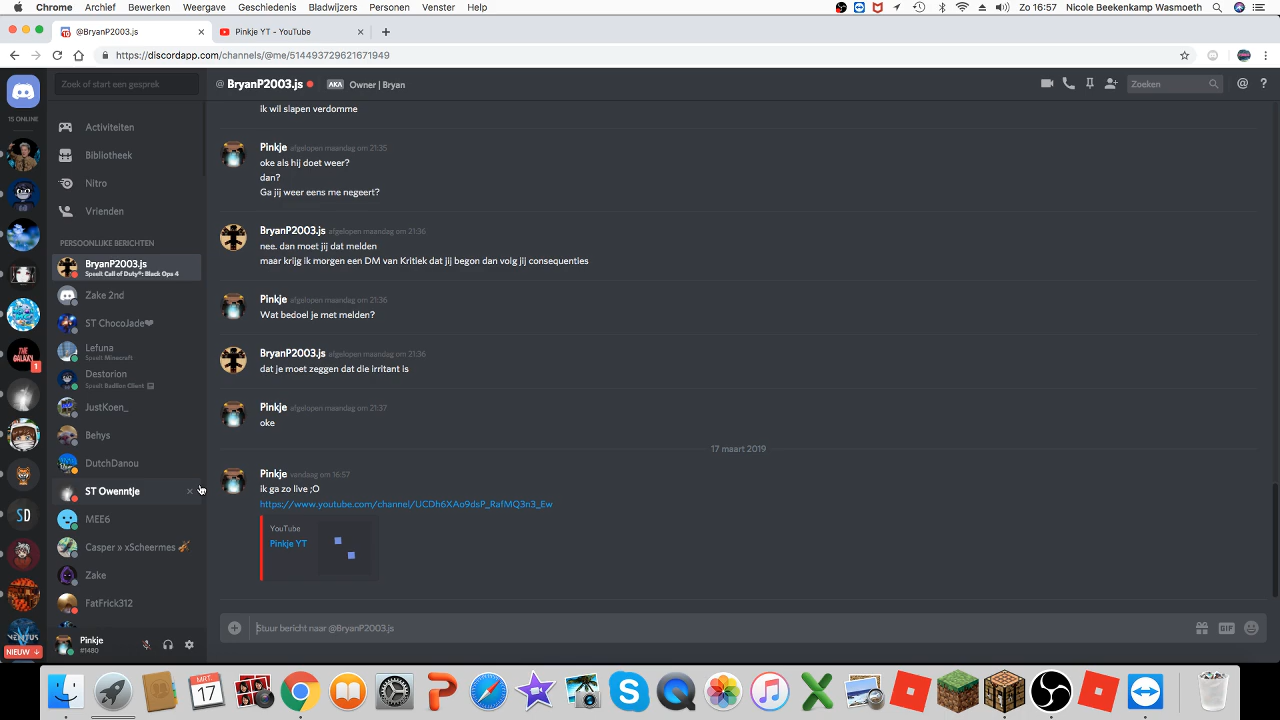 Chrome Archief Bewerken Weergave Geschiedenis Bladwijzers Personen Venster Help Zo 16:57 Nicole Beekenkamp Wasmoeth
@BryanP2003.js × Pinkje YT - YouTube × +
https://discordapp.com/channels/@me/514493729621671949
Zoek of start een gesprek
@ BryanP2003.js AKA Owner | Bryan
Zoeken
15 ONLINE
Activiteiten
Bibliotheek
Nitro
Vrienden
PERSOONLIJKE BERICHTEN
BryanP2003.js
Speelt Call of Duty®: Black Ops 4
Zake 2nd
ST ChocoJade❤
Lefuna
Speelt Minecraft
Destorion
Speelt Badlion Client
JustKoen_
Behys
DutchDanou
ST Owenntje ×
MEE6
Casper » xScheermes 🎻
Zake
FatFrick312
Pinkje
#1480
THE GALAXY
1
SD
NIEUW ↓
Ik wil slapen verdomme
Pinkje afgelopen maandag om 21:35
oke als hij doet weer?
dan?
Ga jij weer eens me negeert?
BryanP2003.js afgelopen maandag om 21:36
nee. dan moet jij dat melden
maar krijg ik morgen een DM van Kritiek dat jij begon dan volg jij consequenties
Pinkje afgelopen maandag om 21:36
Wat bedoel je met melden?
BryanP2003.js afgelopen maandag om 21:36
dat je moet zeggen dat die irritant is
Pinkje afgelopen maandag om 21:37
oke
17 maart 2019
Pinkje vandaag om 16:57
ik ga zo live ;O
https://www.youtube.com/channel/UCDh6XAo9dsP_RafMQ3n3_Ew
YouTube
Pinkje YT
Stuur bericht naar @BryanP2003.js
GIF
MRT
17